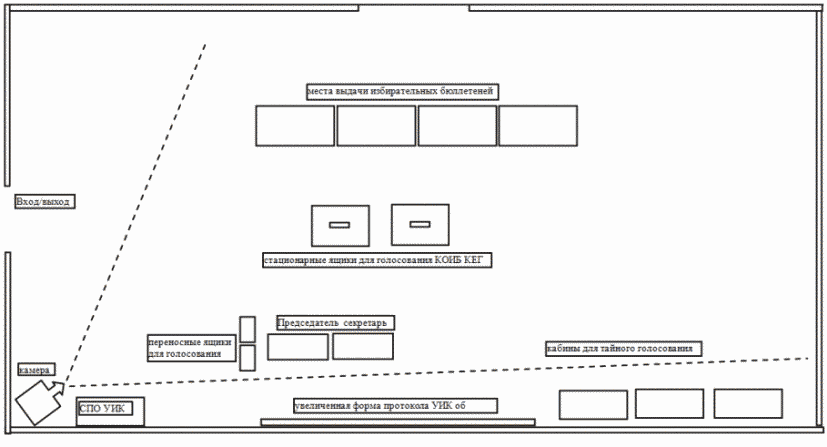 места выдачи избирательных бюллетеней
Вход/выход
стационарные ящики для голосования КОИБ КЕГ
Председатель секретарь
переносные ящики
для голосования
кабины для тайного голосования
камера
СПО УИК
увеличенная форма протокола УИК об